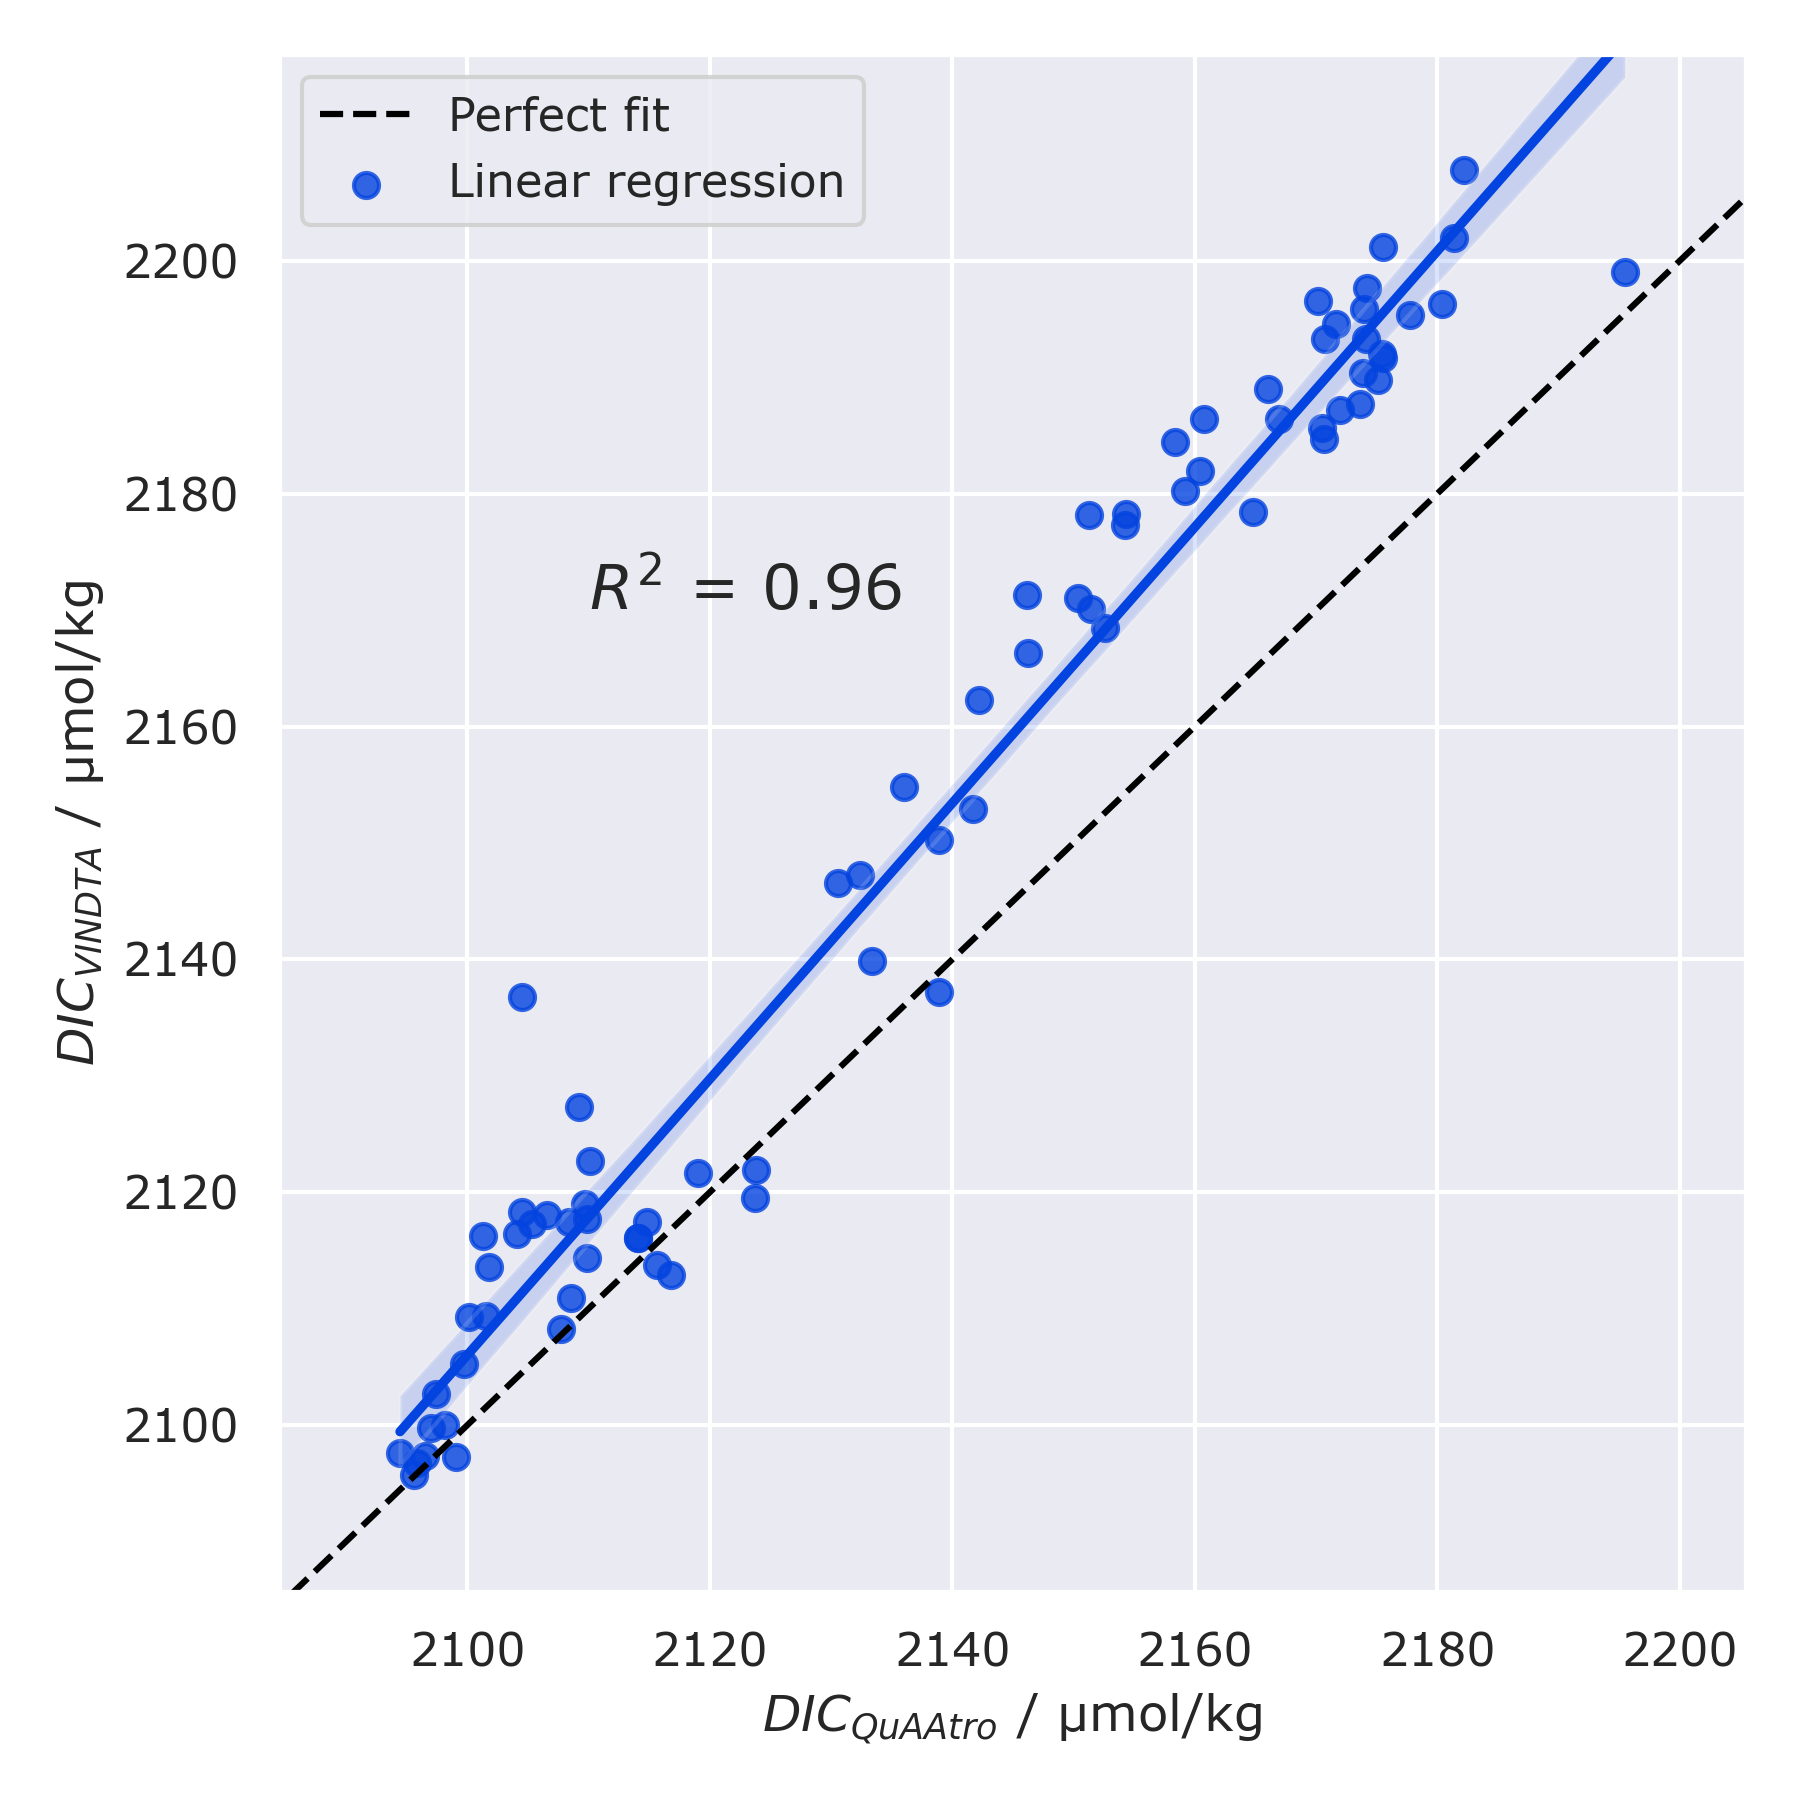 Perfect fit
Linear regression
2200
2180
R² = 0.96
2160
2140
2120
2100
DIC_VINDTA / µmol/kg
2100 2120 2140 2160 2180 2200
DIC_QuAAtro / µmol/kg